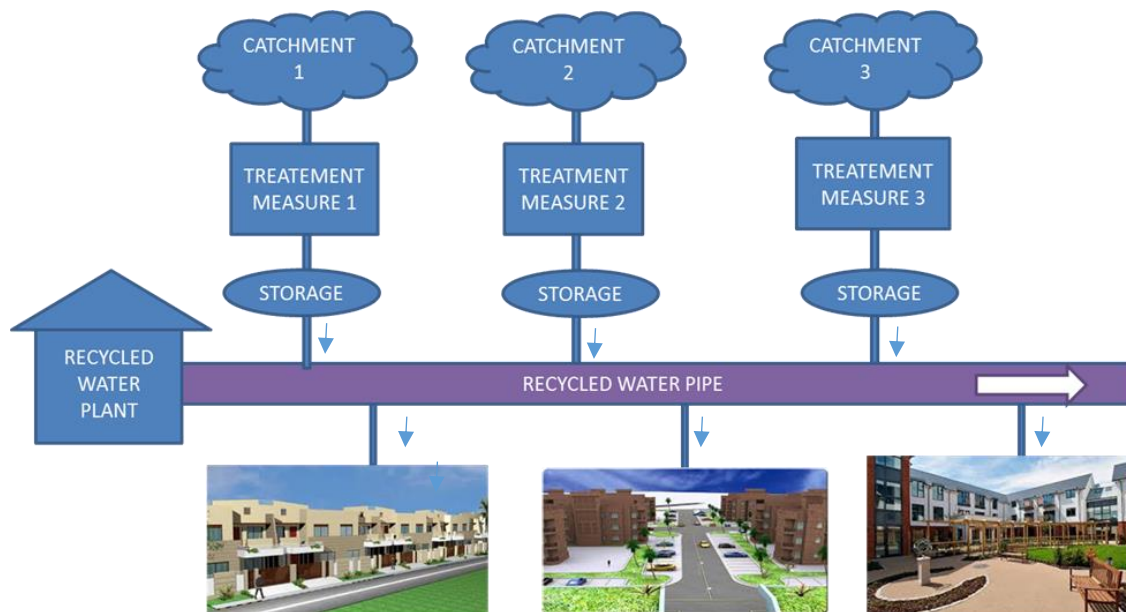 CATCHMENT
1
CATCHMENT
2
CATCHMENT
3
TREATEMENT
MEASURE 1
TREATMENT
MEASURE 2
TREATMENT
MEASURE 3
STORAGE
STORAGE
STORAGE
RECYCLED
WATER
PLANT
RECYCLED WATER PIPE